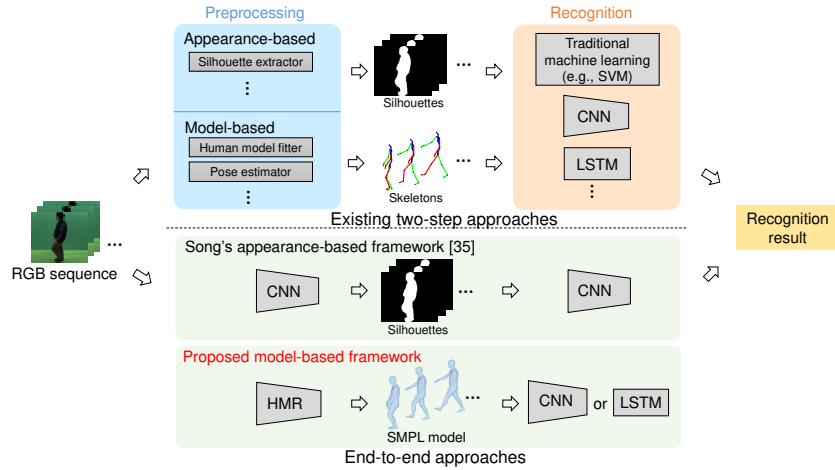 Preprocessing
Recognition
Appearance-based
Silhouette extractor
Silhouettes
Traditional
machine learning
(e.g., SVM)
CNN
Model-based
Human model fitter
Pose estimator
Skeletons
LSTM
Existing two-step approaches
RGB sequence
Recognition
result
Song's appearance-based framework [35]
CNN
Silhouettes
CNN
Proposed model-based framework
HMR
SMPL model
CNN or LSTM
End-to-end approaches